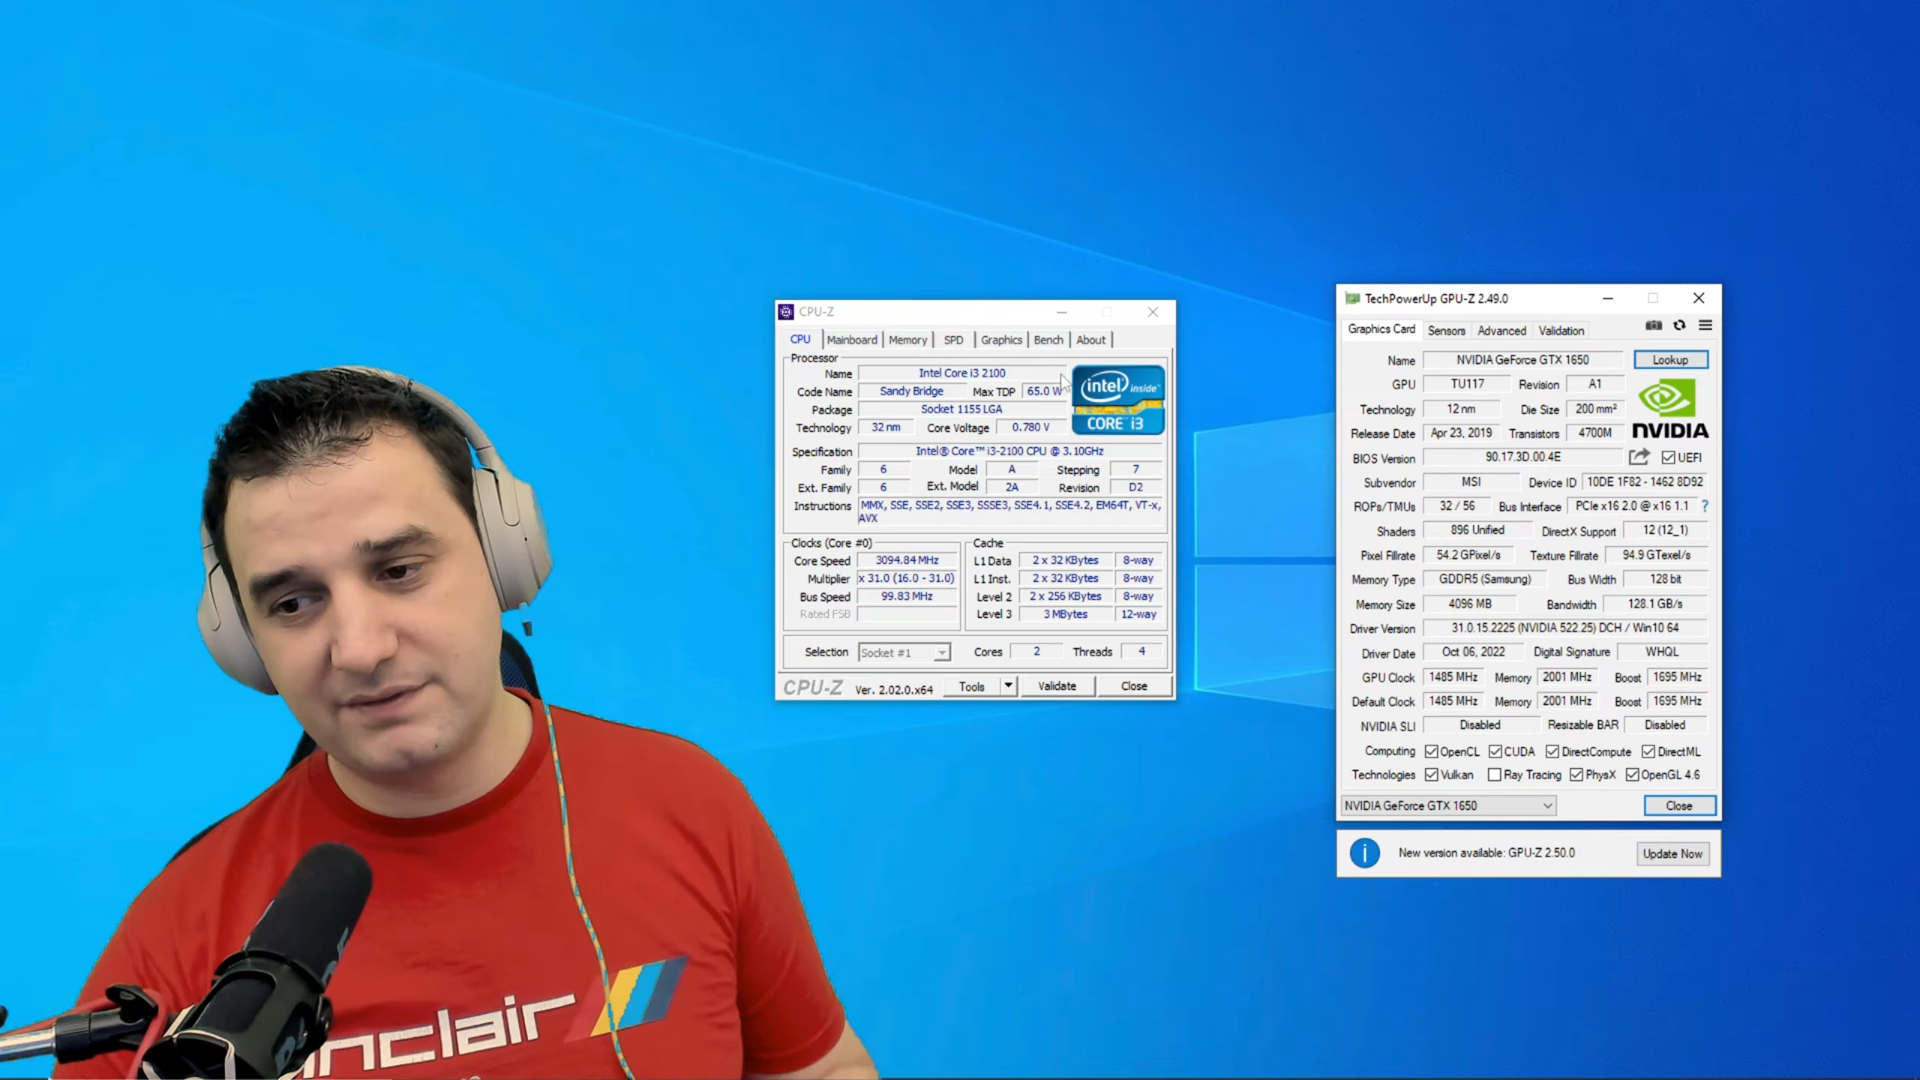 CPU-Z
CPU Mainboard Memory SPD Graphics Bench About
Processor
Name Intel Core i3 2100
Code Name Sandy Bridge Max TDP 65.0 W
Package Socket 1155 LGA
Technology 32 nm Core Voltage 0.780 V
intel inside™
CORE™ i3
Specification Intel® Core™ i3-2100 CPU @ 3.10GHz
Family 6 Model A Stepping 7
Ext. Family 6 Ext. Model 2A Revision D2
Instructions MMX, SSE, SSE2, SSE3, SSSE3, SSE4.1, SSE4.2, EM64T, VT-x,
AVX
Clocks (Core #0)
Core Speed 3094.84 MHz
Multiplier x 31.0 (16.0 - 31.0)
Bus Speed 99.83 MHz
Rated FSB
Cache
L1 Data 2 x 32 KBytes 8-way
L1 Inst. 2 x 32 KBytes 8-way
Level 2 2 x 256 KBytes 8-way
Level 3 3 MBytes 12-way
Selection Socket #1 Cores 2 Threads 4
CPU-Z Ver. 2.02.0.x64 Tools Validate Close
TechPowerUp GPU-Z 2.49.0
Graphics Card Sensors Advanced Validation
Name NVIDIA GeForce GTX 1650 Lookup
GPU TU117 Revision A1
Technology 12 nm Die Size 200 mm²
Release Date Apr 23, 2019 Transistors 4700M
NVIDIA
BIOS Version 90.17.3D.00.4E UEFI
Subvendor MSI Device ID 10DE 1F82 - 1462 8D92
ROPs/TMUs 32 / 56 Bus Interface PCIe x16 2.0 @ x16 1.1 ?
Shaders 896 Unified DirectX Support 12 (12_1)
Pixel Fillrate 54.2 GPixel/s Texture Fillrate 94.9 GTexel/s
Memory Type GDDR5 (Samsung) Bus Width 128 bit
Memory Size 4096 MB Bandwidth 128.1 GB/s
Driver Version 31.0.15.2225 (NVIDIA 522.25) DCH / Win10 64
Driver Date Oct 06, 2022 Digital Signature WHQL
GPU Clock 1485 MHz Memory 2001 MHz Boost 1695 MHz
Default Clock 1485 MHz Memory 2001 MHz Boost 1695 MHz
NVIDIA SLI Disabled Resizable BAR Disabled
Computing OpenCL CUDA DirectCompute DirectML
Technologies Vulkan Ray Tracing PhysX OpenGL 4.6
NVIDIA GeForce GTX 1650 Close
New version available: GPU-Z 2.50.0 Update Now
inclair